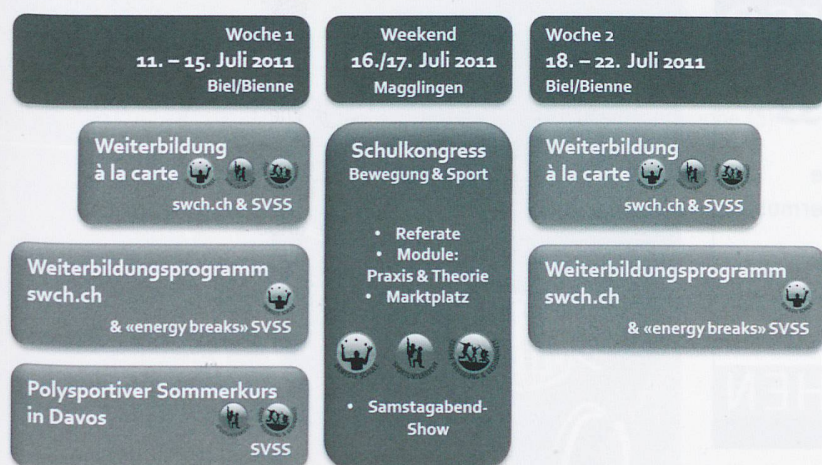 Woche 1
11. – 15. Juli 2011
Biel/Bienne
Weekend
16./17. Juli 2011
Magglingen
Woche 2
18. – 22. Juli 2011
Biel/Bienne
Weiterbildung
à la carte
swch.ch & SVSS
Weiterbildungsprogramm
swch.ch
& «energy breaks» SVSS
Polysportiver Sommerkurs
in Davos
SVSS
Schulkongress
Bewegung & Sport
• Referate
• Module:
Praxis & Theorie
• Marktplatz
• Samstagabend-
Show
Weiterbildung
à la carte
swch.ch & SVSS
Weiterbildungsprogramm
swch.ch
& «energy breaks» SVSS